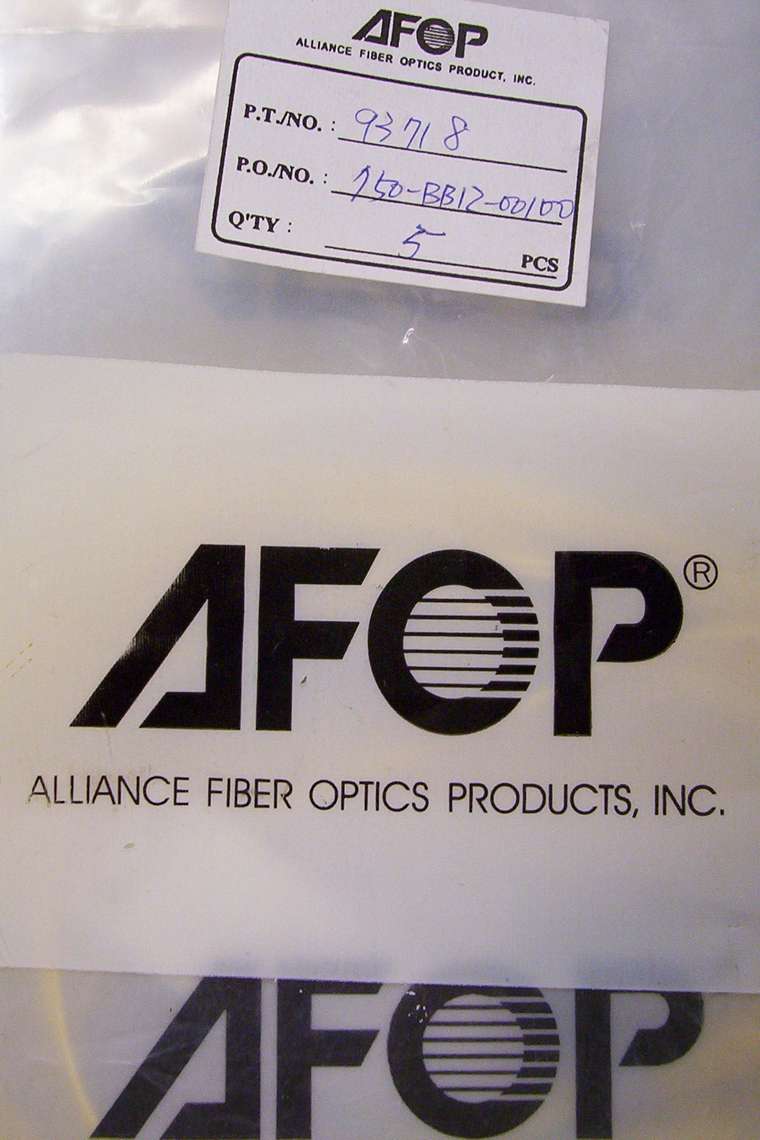 AFOP
ALLIANCE FIBER OPTICS PRODUCT, INC.
P.T./NO. : 93718
P.O./NO. : 750-BB12-00100
Q'TY : 5 PCS
AFOP®
ALLIANCE FIBER OPTICS PRODUCTS, INC.
AFOP